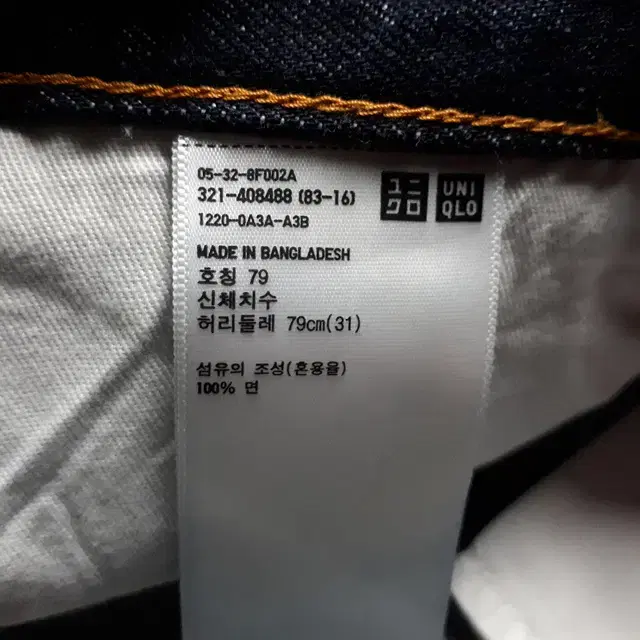 05-32-8F002A
321-408488 (83-16)
1220-0A3A-A3B
ユニ
クロ
UNI
QLO
MADE IN BANGLADESH
호칭 79
신체치수
허리둘레 79cm(31)
섬유의 조성(혼용율)
100% 면